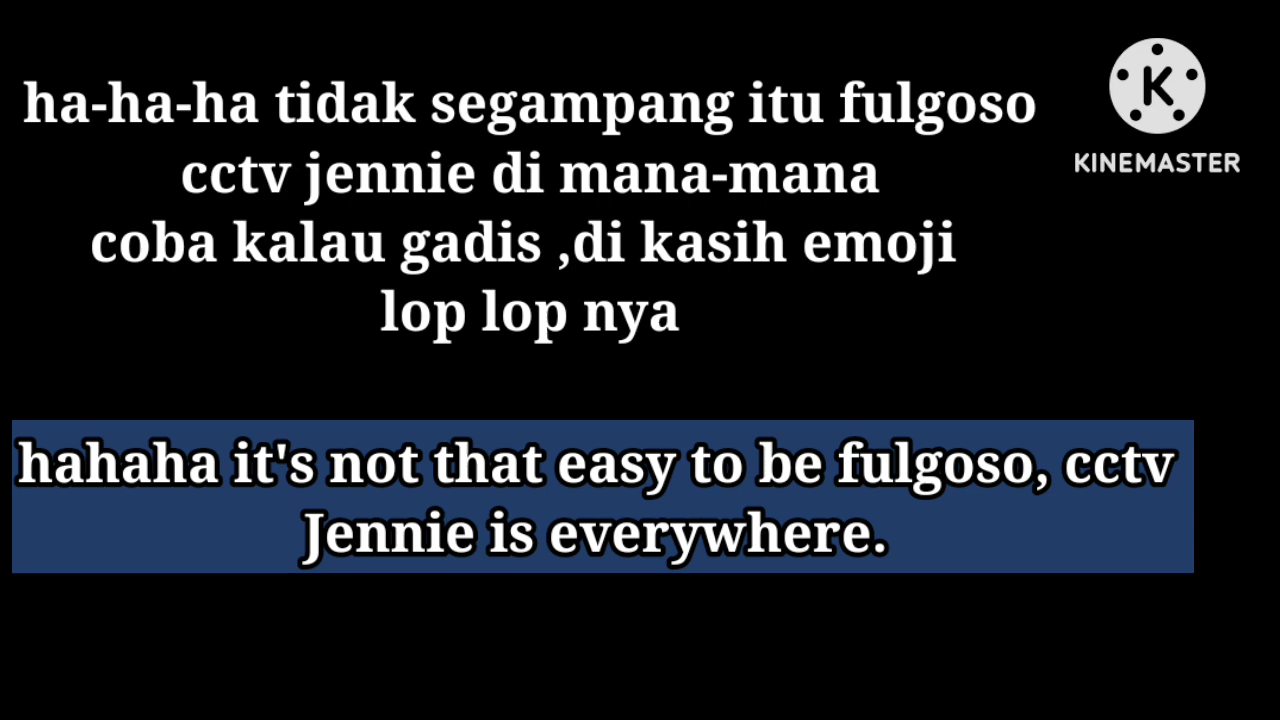 ha-ha-ha tidak segampang itu fulgoso
cctv jennie di mana-mana
coba kalau gadis ,di kasih emoji
lop lop nya
K
KINEMASTER
hahaha it's not that easy to be fulgoso, cctv
Jennie is everywhere.